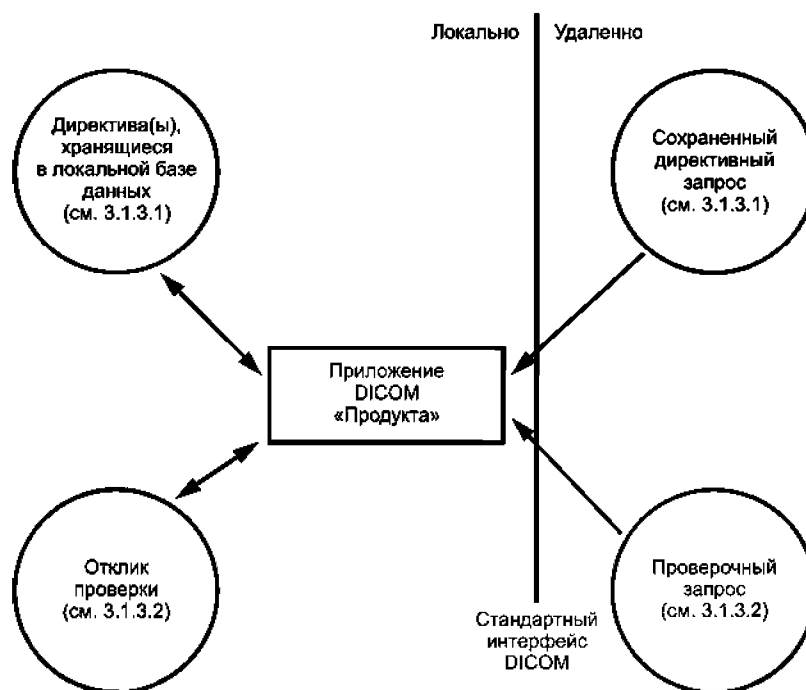 Локально
Удаленно
Директива(ы),
хранящиеся
в локальной базе
данных
(см. 3.1.3.1)
Сохраненный
директивный
запрос
(см. 3.1.3.1)
Приложение
DICOM
«Продукта»
Отклик
проверки
(см. 3.1.3.2)
Проверочный
запрос
(см. 3.1.3.2)
Стандартный
интерфейс
DICOM